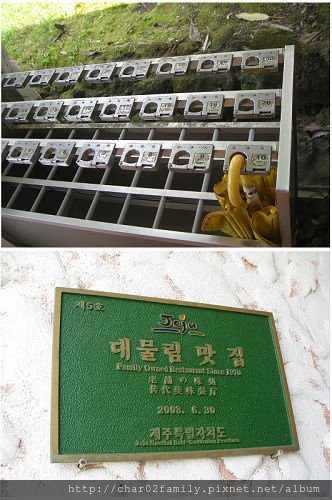 제5호
Jeju
대물림 맛 집
Family Owned Restaurant Since 1970
老舗の味処
传代美味餐厅
2008. 6. 30
제주특별자치도
Jeju Special Self-Governing Province
http://char02family.pixnet.net/album